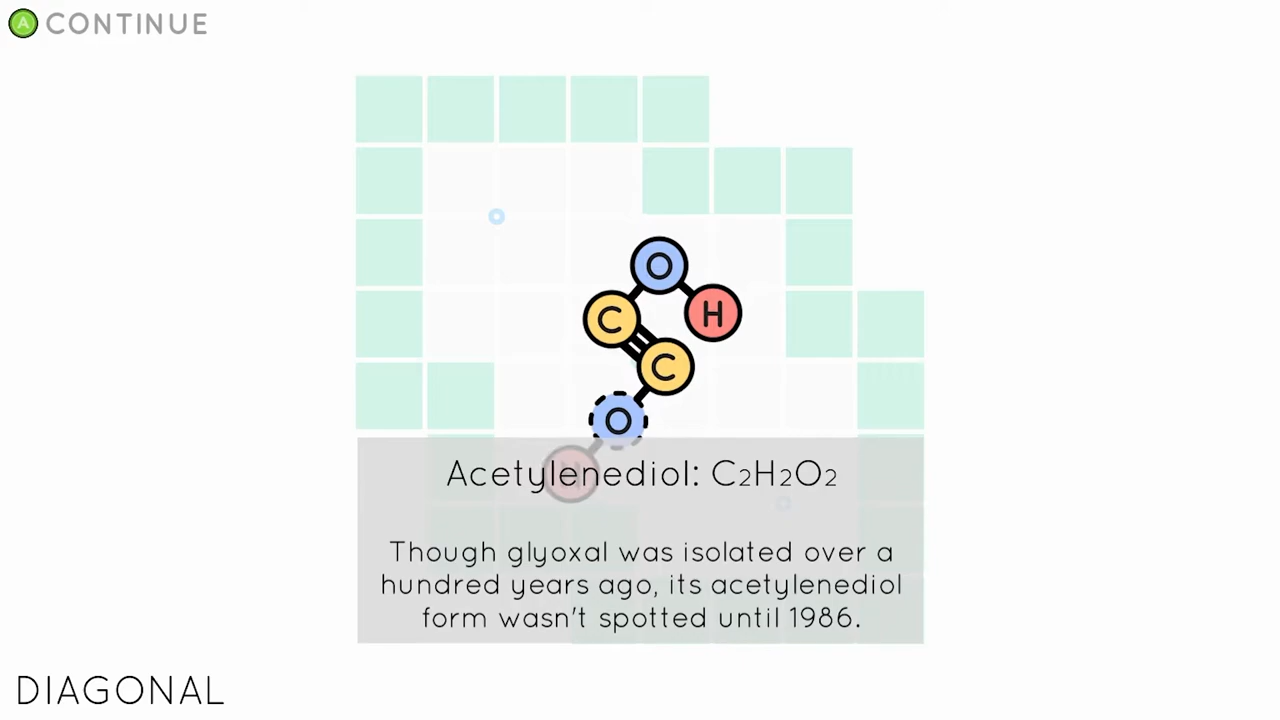 A CONTINUE
O
C
H
C
O
H
Acetylenediol: C₂H₂O₂
Though glyoxal was isolated over a
hundred years ago, its acetylenediol
form wasn't spotted until 1986.
DIAGONAL